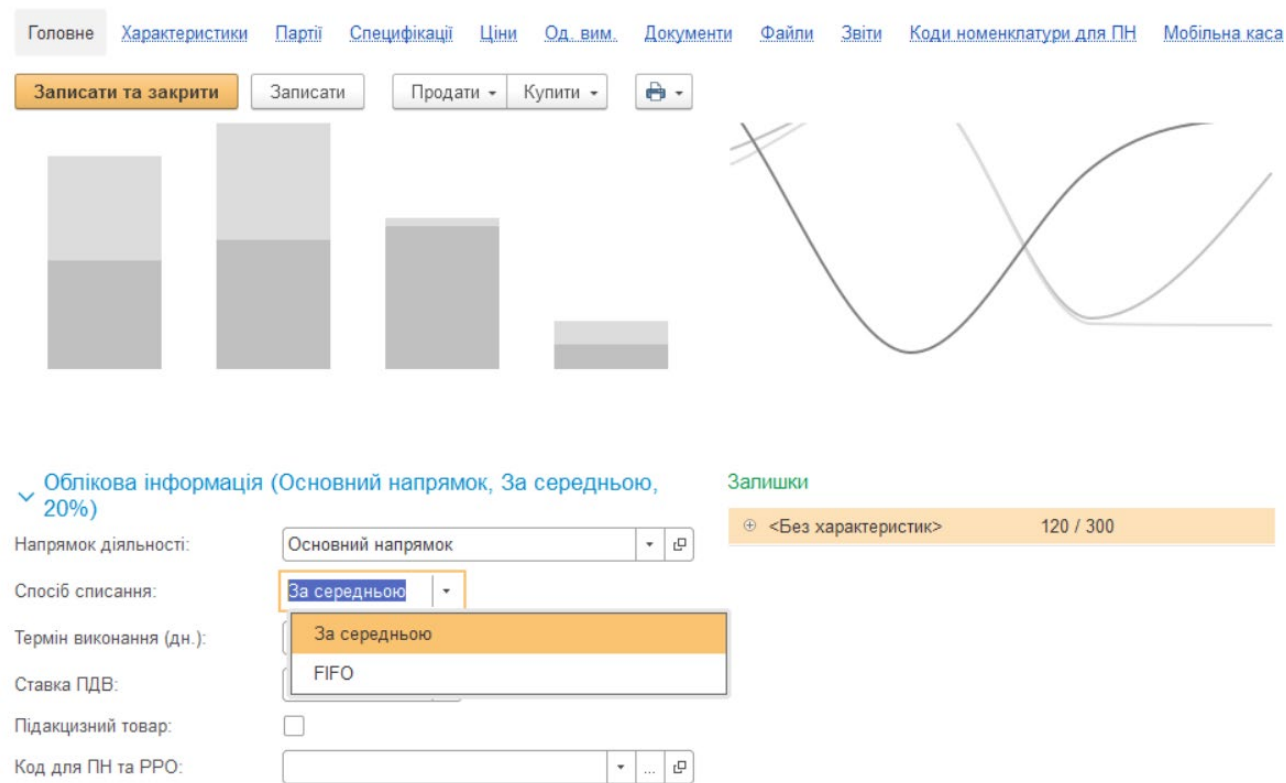 Головне Характеристики Партії Специфікації Ціни Од. вим. Документи Файли Звіти Коди номенклатури для ПН Мобільна каса
Записати та закрити Записати Продати Купити
Облікова інформація (Основний напрямок, За середньою, 20%)
Залишки
<Без характеристик> 120 / 300
Напрямок діяльності: Основний напрямок
Спосіб списання: За середньою
Термін виконання (дн.): За середньою
FIFO
Ставка ПДВ:
Підакцизний товар:
Код для ПН та РРО: ...